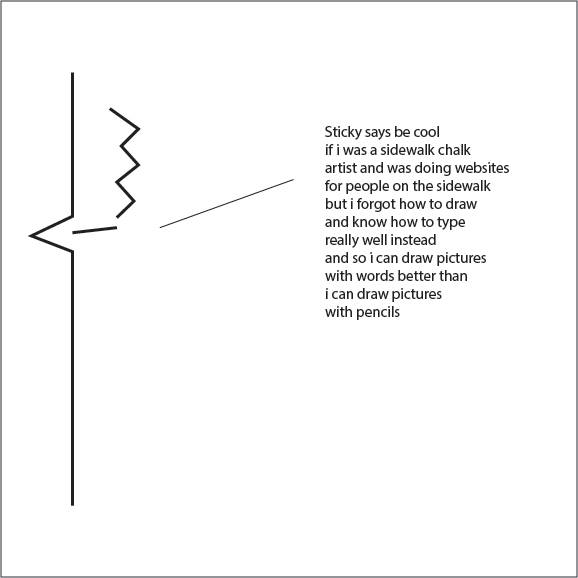 Sticky says be cool
if i was a sidewalk chalk
artist and was doing websites
for people on the sidewalk
but i forgot how to draw
and know how to type
really well instead
and so i can draw pictures
with words better than
i can draw pictures
with pencils